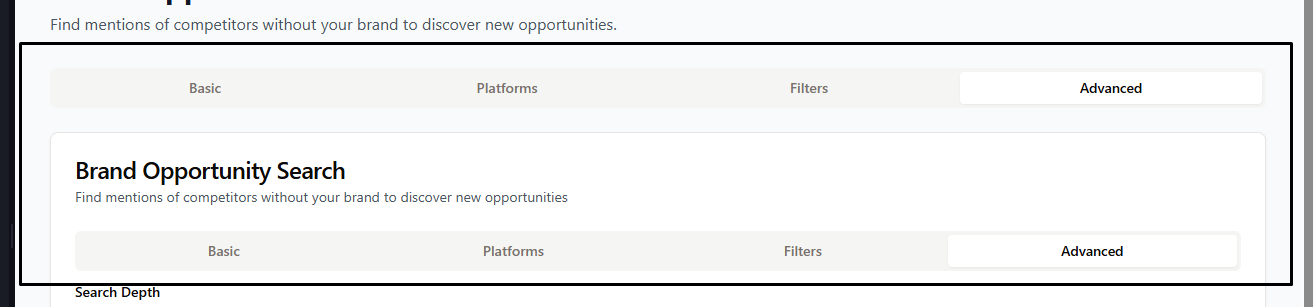 Find mentions of competitors without your brand to discover new opportunities.
Basic Platforms Filters Advanced
Brand Opportunity Search
Find mentions of competitors without your brand to discover new opportunities
Basic Platforms Filters Advanced
Search Depth